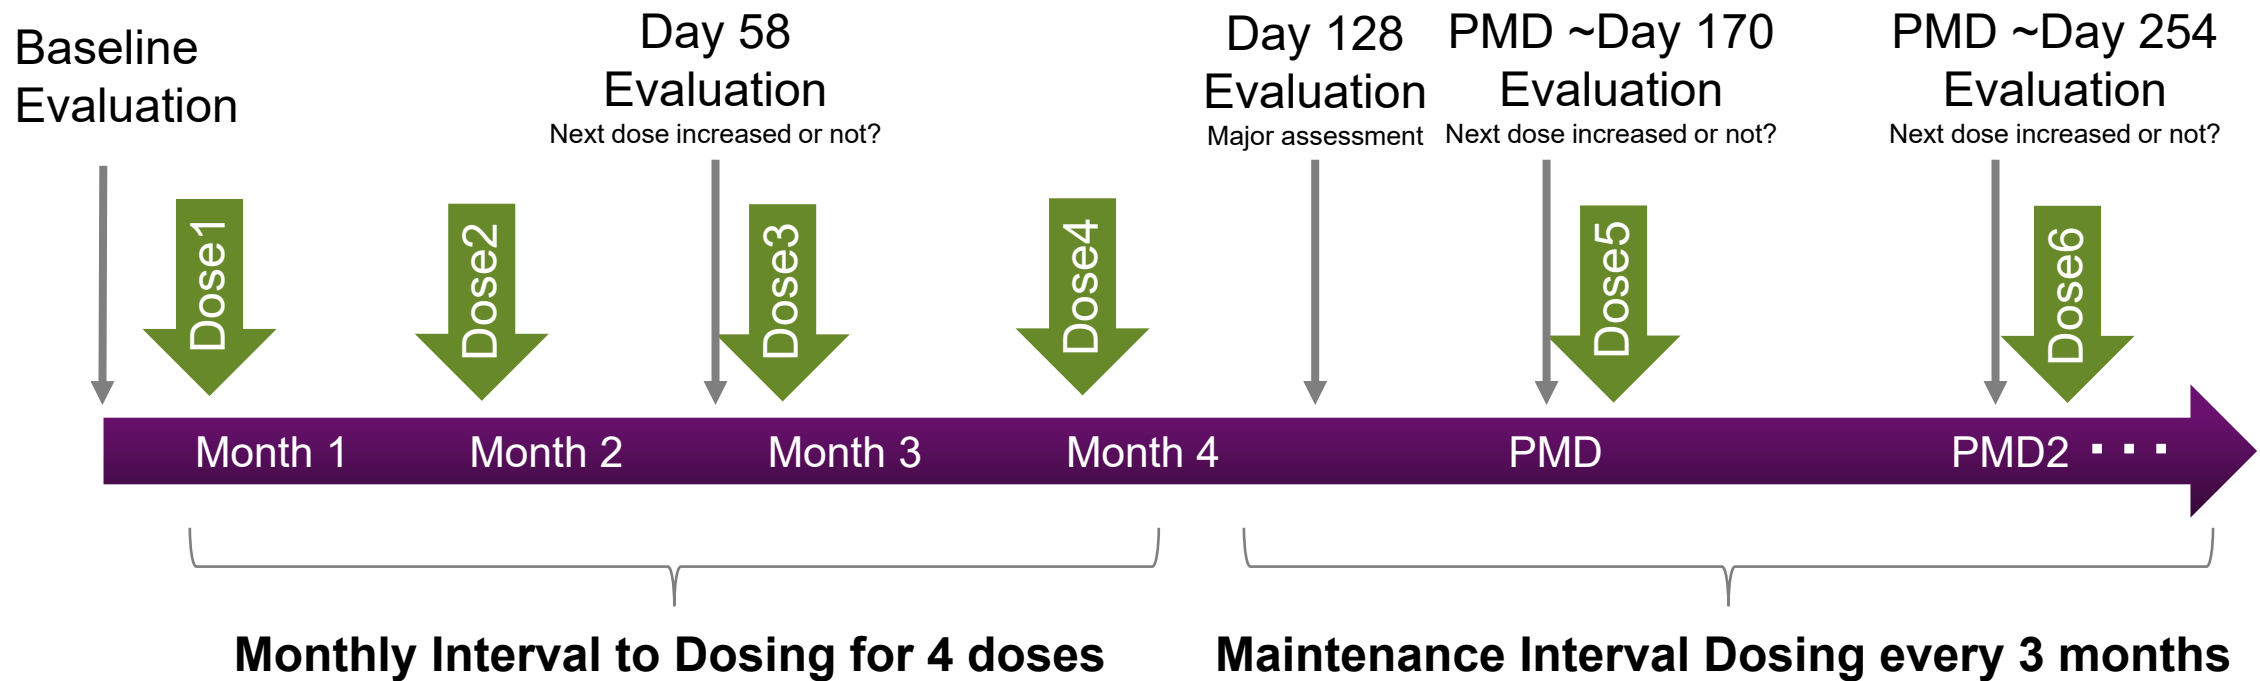 Baseline
Evaluation
Day 58
Evaluation
Next dose increased or not?
Day 128
Evaluation
Major assessment
PMD ~Day 170
Evaluation
Next dose increased or not?
PMD ~Day 254
Evaluation
Next dose increased or not?
Dose1
Dose2
Dose3
Dose4
Dose5
Dose6
Month 1
Month 2
Month 3
Month 4
PMD
PMD2 ...
Monthly Interval to Dosing for 4 doses
Maintenance Interval Dosing every 3 months